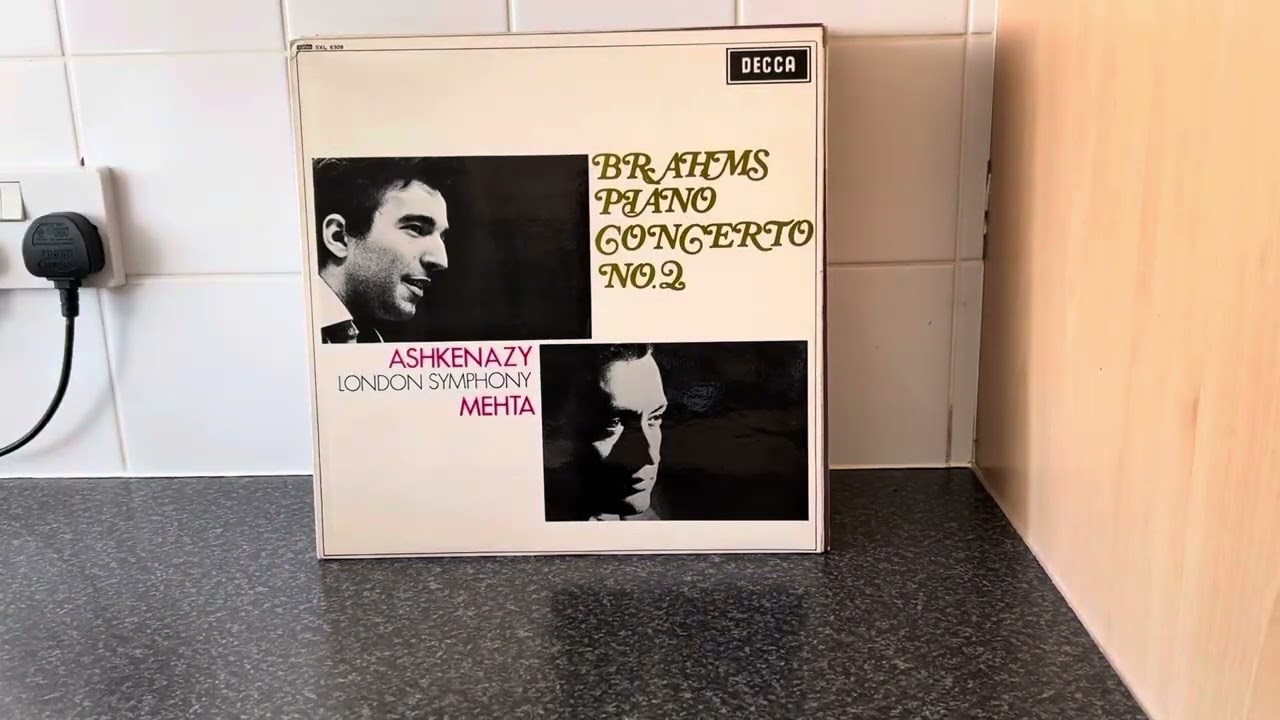 SXL 6309
DECCA
BRAHMS
PIANO
CONCERTO
NO.2
ASHKENAZY
LONDON SYMPHONY
MEHTA